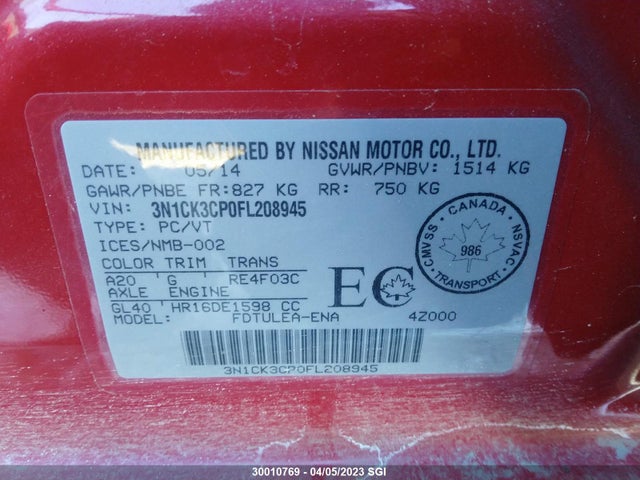 MANUFACTURED BY NISSAN MOTOR CO., LTD.
DATE: 05/14 GVWR/PNBV: 1514 KG
GAWR/PNBE FR: 827 KG RR: 750 KG
VIN: 3N1CK3CP0FL208945
TYPE: PC/VT
ICES/NMB-002
COLOR TRIM TRANS
A20 G RE4F03C
AXLE ENGINE
GL40 HR16DE1598 CC
MODEL: FDTULEA-ENA 4Z000
EC
CANADA
CMVSS NSVAC
986
TRANSPORT
3N1CK3CP0FL208945
30010769 - 04/05/2023 SGI